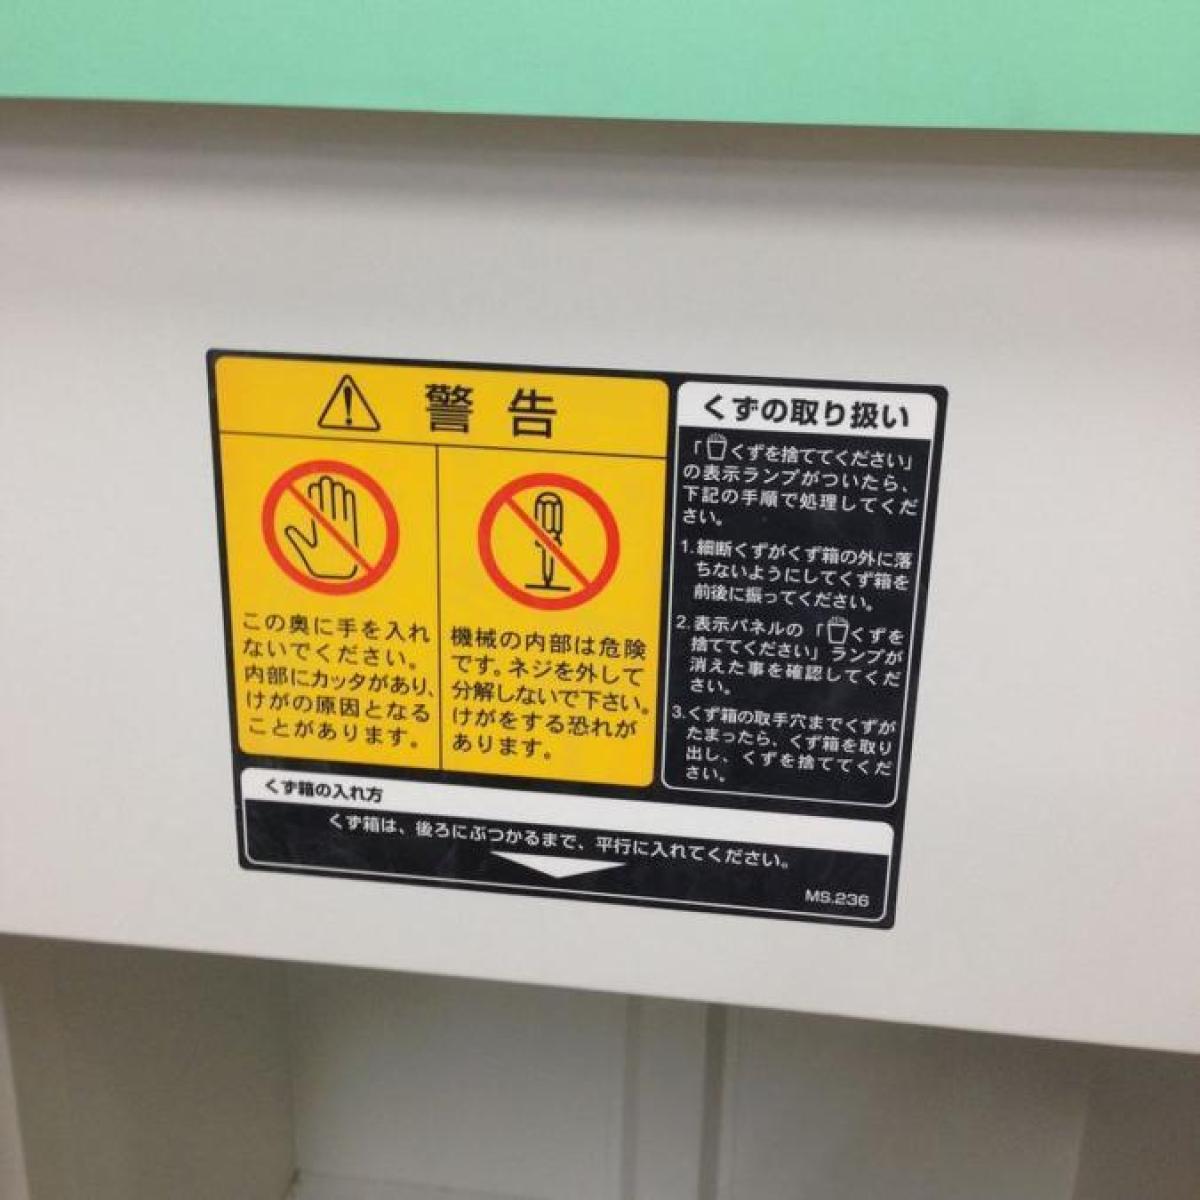 警告
この奥に手を入れ
ないでください。
内部にカッタがあり、
けがの原因となる
ことがあります。
機械の内部は危険
です。ネジを外して
分解しないで下さい。
けがをする恐れが
あります。
くずの取り扱い
「くずを捨ててください」
の表示ランプがついたら、
下記の手順で処理してくだ
さい。
1.細断くずがくず箱の外に落
ちないようにしてくず箱を
前後に振ってください。
2.表示パネルの「くずを
捨ててください」ランプが
消えた事を確認してくだ
さい。
3.くず箱の取手穴までくずが
たまったら、くず箱を取り
出し、くずを捨ててくだ
さい。
くず箱の入れ方
くず箱は、後ろにぶつかるまで、平行に入れてください。
MS.236